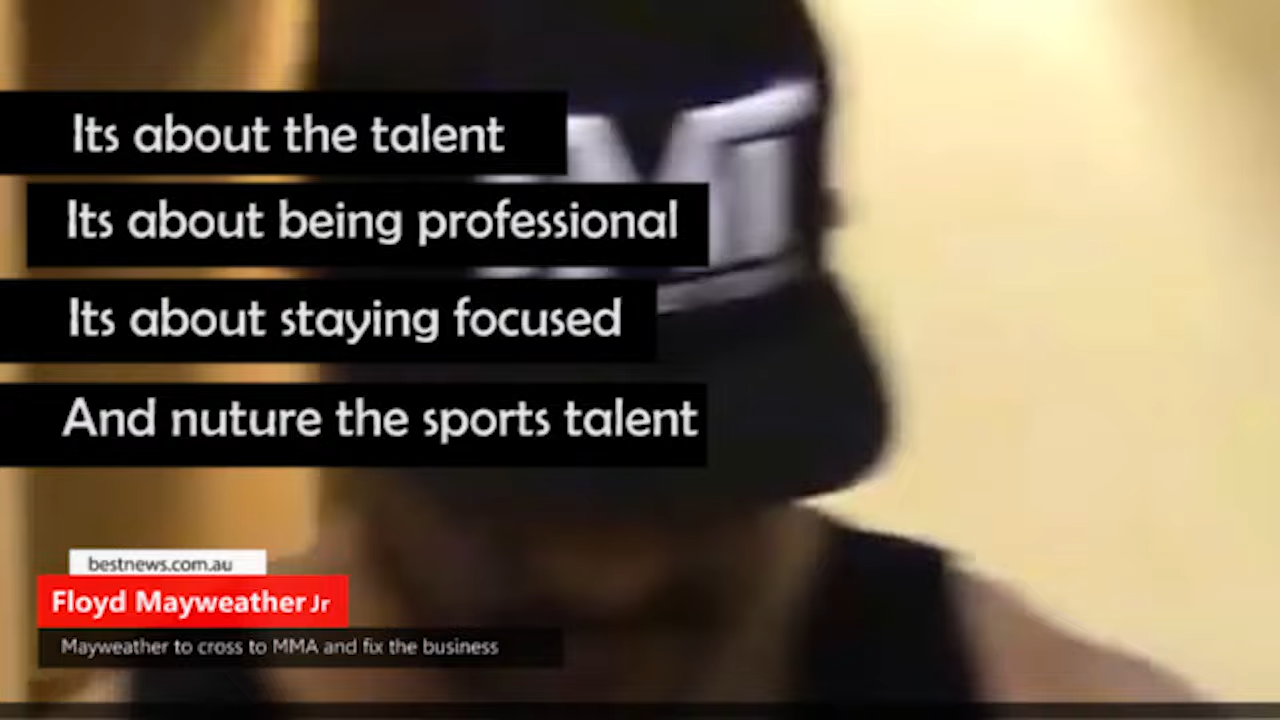 Its about the talent
Its about being professional
Its about staying focused
And nuture the sports talent
bestnews.com.au
Floyd Mayweather Jr
Mayweather to cross to MMA and fix the business